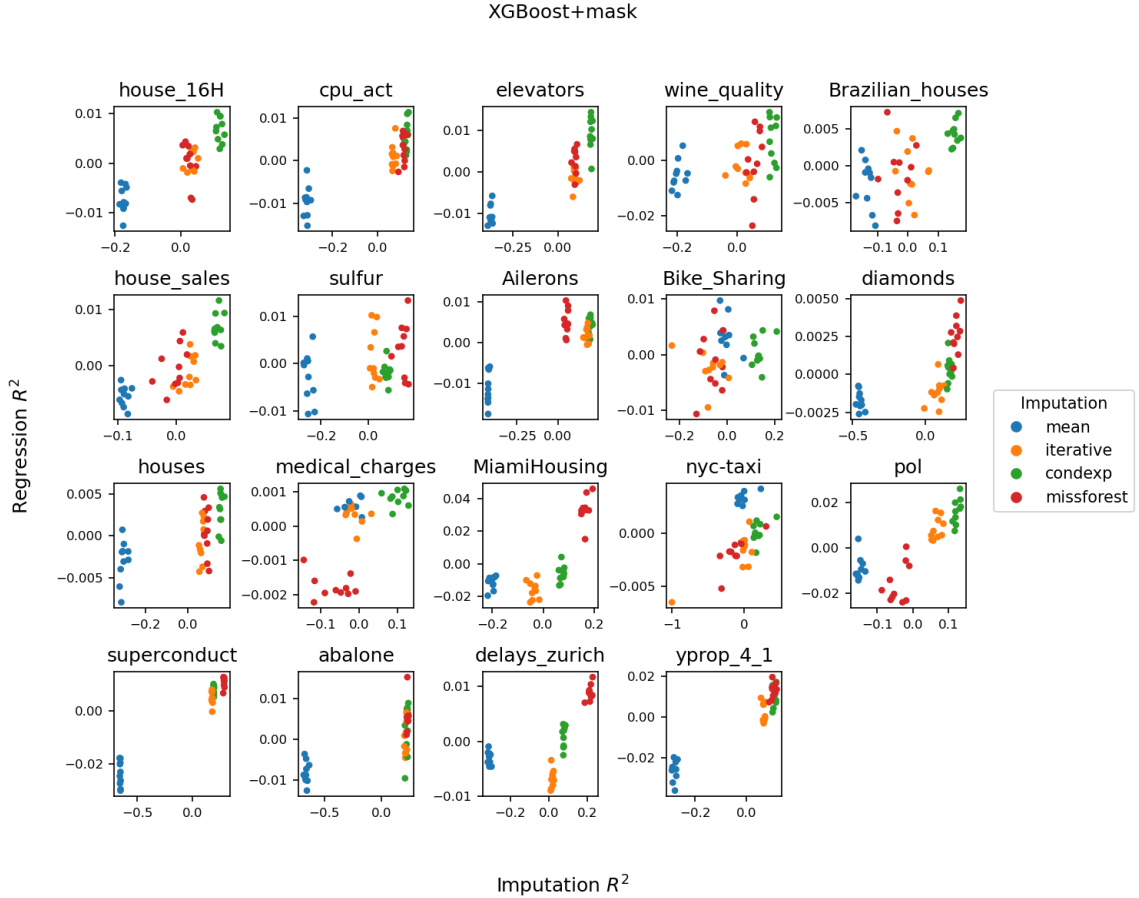 XGBoost+mask
house_16H cpu_act elevators wine_quality Brazilian_houses
0.01 0.00 −0.01
−0.2 0.0
0.01 0.00 −0.01
0.0
0.01 0.00 −0.01
−0.25 0.00
0.00 −0.02
−0.2 0.0
0.005 0.000 −0.005
−0.1 0.0 0.1
house_sales sulfur Ailerons Bike_Sharing diamonds
0.01 0.00
−0.1 0.0
0.01 0.00 −0.01
−0.2 0.0
0.01 0.00 −0.01
−0.25 0.00
0.01 0.00 −0.01
−0.2 0.0 0.2
0.0050 0.0025 0.0000 −0.0025
−0.5 0.0
houses medical_charges MiamiHousing nyc-taxi pol
0.005 0.000 −0.005
−0.2 0.0
0.001 0.000 −0.001 −0.002
−0.1 0.0 0.1
0.04 0.02 0.00 −0.02
−0.2 0.0 0.2
0.000 −0.005
−1 0
0.02 0.00 −0.02
−0.1 0.0 0.1
superconduct abalone delays_zurich yprop_4_1
0.00 −0.02
−0.5 0.0
0.01 0.00 −0.01
−0.5 0.0
0.01 0.00 −0.01
−0.2 0.0 0.2
0.02 0.00 −0.02
−0.2 0.0
Regression R²
Imputation R²
Imputation
mean
iterative
condexp
missforest